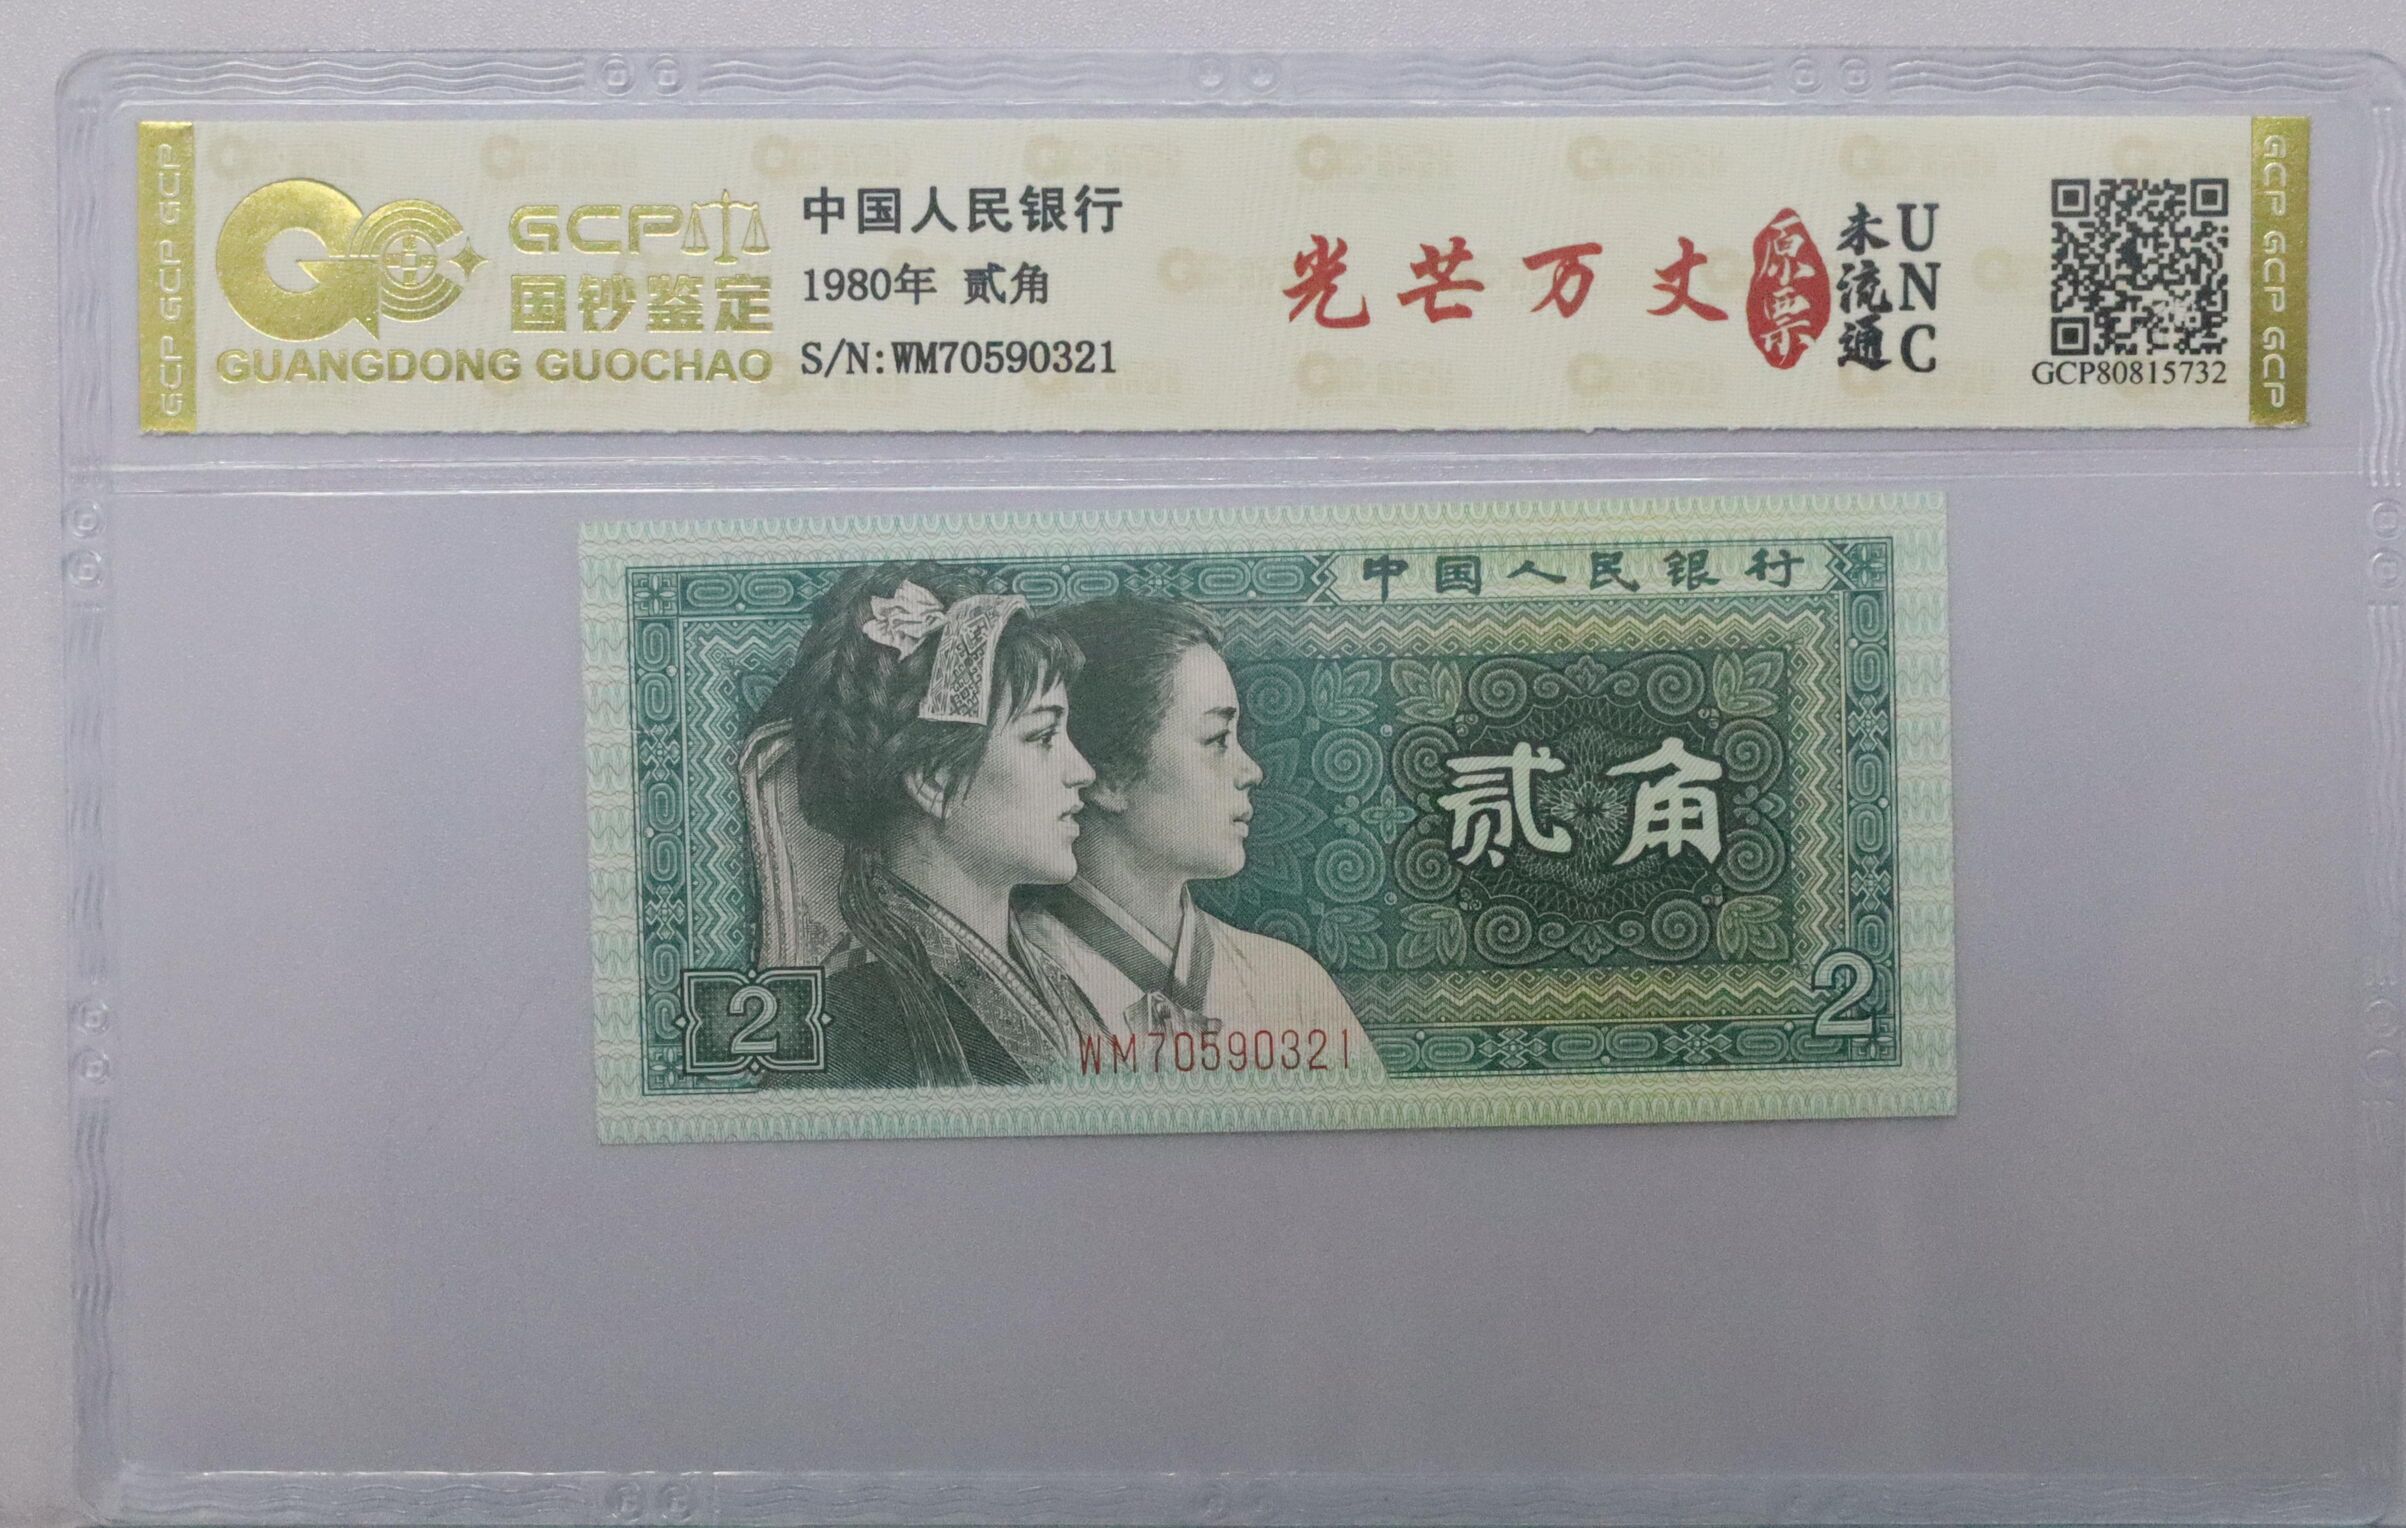 GCP GCP GCP
GCP
国钞鉴定
GUANGDONG GUOCHAO
中国人民银行
1980年 贰角
S/N:WM70590321
光芒万丈
原票
未流通
UNC
GCP80815732
GCP GCP GCP
中国人民银行
贰角
2
2
WM70590321